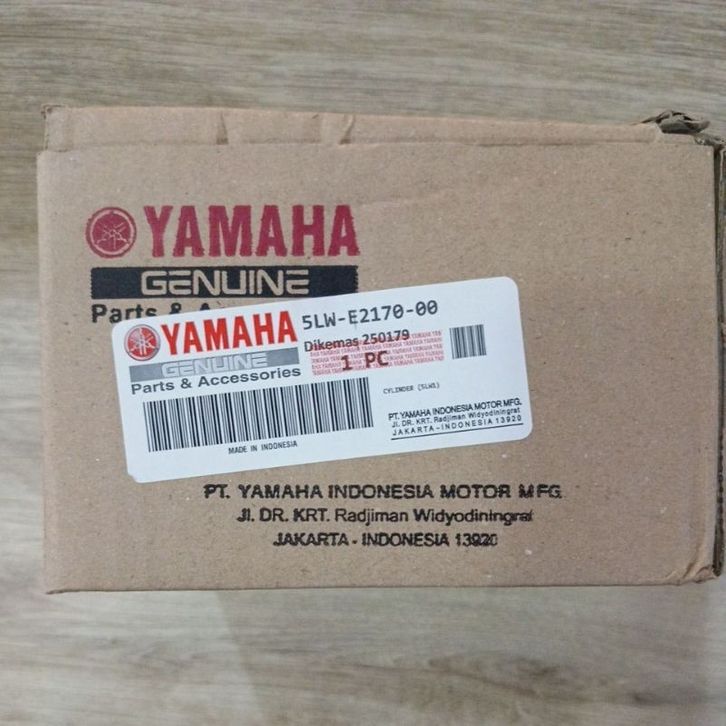 YAMAHA
GENUINE
Parts & A
YAMAHA
GENUINE
Parts & Accessories
5LW-E2170-00
Dikemas 250179
1 PC
CYLINDER (5LW1)
PT. YAMAHA INDONESIA MOTOR MFG.
Jl. DR. KRT. Radjiman Widyodiningrat
JAKARTA - INDONESIA 13920
MADE IN INDONESIA
PT. YAMAHA INDONESIA MOTOR MFG.
Jl. DR. KRT. Radjiman Widyodiningrat
JAKARTA - INDONESIA 13920